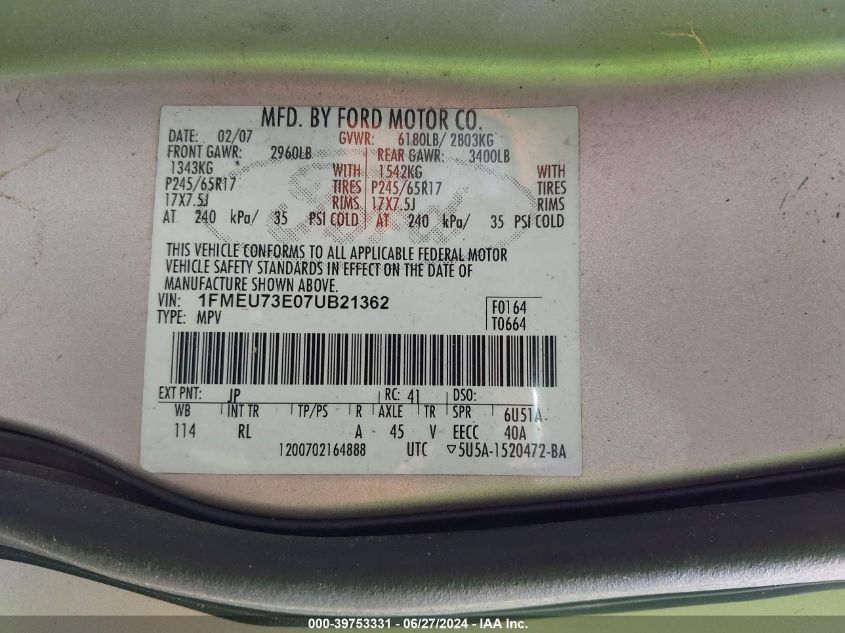 MFD. BY FORD MOTOR CO.
DATE: 02/07 GVWR: 6180LB/ 2803KG
FRONT GAWR: 2960LB REAR GAWR: 3400LB
1343KG WITH 1542KG WITH
P245/65R17 TIRES P245/65R17 TIRES
17X7.5J RIMS 17X7.5J RIMS
AT 240 kPa/ 35 PSI COLD AT 240 kPa/ 35 PSI COLD
THIS VEHICLE CONFORMS TO ALL APPLICABLE FEDERAL MOTOR
VEHICLE SAFETY STANDARDS IN EFFECT ON THE DATE OF
MANUFACTURE SHOWN ABOVE.
VIN: 1FMEU73E07UB21362 F0164
TYPE: MPV T0664
EXT PNT: JP RC: 41 DSO:
WB INT TR TP/PS R AXLE TR SPR 6U51A
114 RL A 45 V EECC 40A
1200702164888 UTC ▽5U5A-1520472-BA
000-39753331 - 06/27/2024 - IAA Inc.